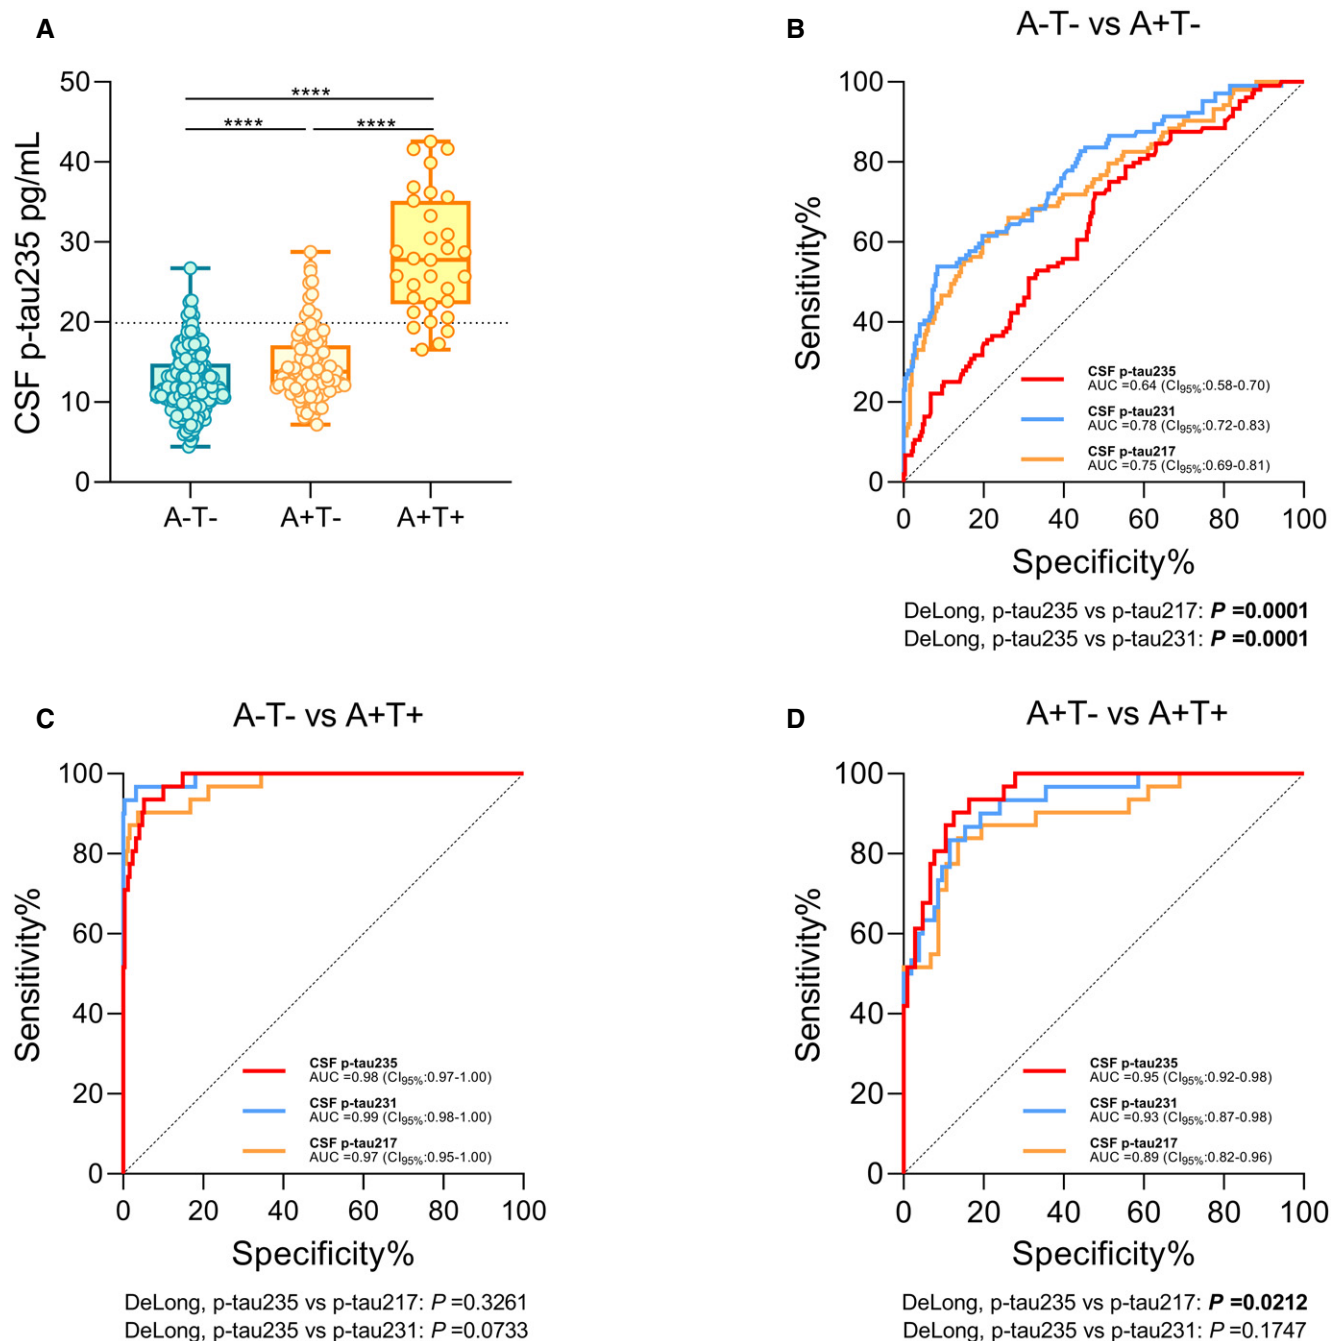 A
CSF p-tau235 pg/mL
50
40
30
20
10
0
****
**** ****
A-T- A+T- A+T+
B
A-T- vs A+T-
Sensitivity%
100
80
60
40
20
0
CSF p-tau235
AUC =0.64 (CI95%:0.58-0.70)
CSF p-tau231
AUC =0.78 (CI95%:0.72-0.83)
CSF p-tau217
AUC =0.75 (CI95%:0.69-0.81)
0 20 40 60 80 100
Specificity%
DeLong, p-tau235 vs p-tau217: P =0.0001
DeLong, p-tau235 vs p-tau231: P =0.0001
C
A-T- vs A+T+
Sensitivity%
100
80
60
40
20
0
CSF p-tau235
AUC =0.98 (CI95%:0.97-1.00)
CSF p-tau231
AUC =0.99 (CI95%:0.98-1.00)
CSF p-tau217
AUC =0.97 (CI95%:0.95-1.00)
0 20 40 60 80 100
Specificity%
DeLong, p-tau235 vs p-tau217: P =0.3261
DeLong, p-tau235 vs p-tau231: P =0.0733
D
A+T- vs A+T+
Sensitivity%
100
80
60
40
20
0
CSF p-tau235
AUC =0.95 (CI95%:0.92-0.98)
CSF p-tau231
AUC =0.93 (CI95%:0.87-0.98)
CSF p-tau217
AUC =0.89 (CI95%:0.82-0.96)
0 20 40 60 80 100
Specificity%
DeLong, p-tau235 vs p-tau217: P =0.0212
DeLong, p-tau235 vs p-tau231: P =0.1747